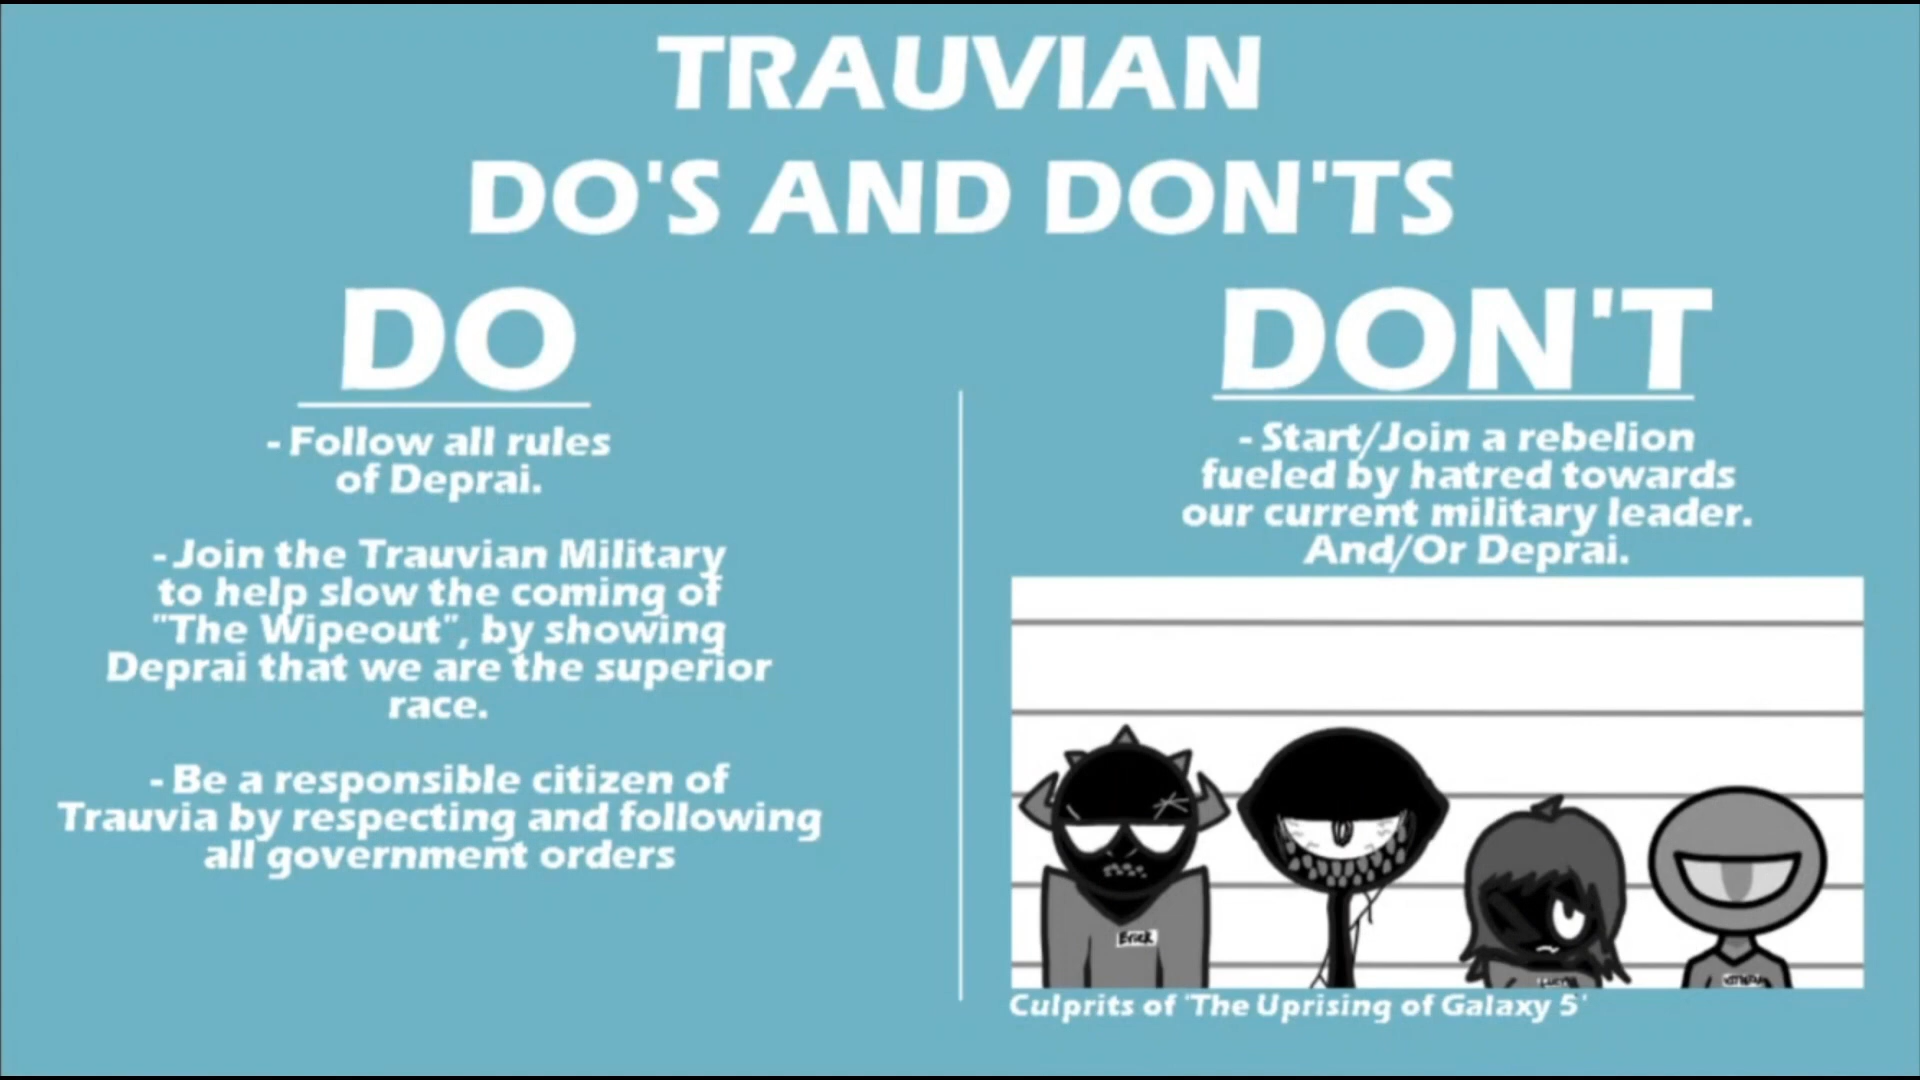 TRAUVIAN
DO'S AND DON'TS
DO
- Follow all rules
of Deprai.
- Join the Trauvian Military
to help slow the coming of
"The Wipeout", by showing
Deprai that we are the superior
race.
- Be a responsible citizen of
Trauvia by respecting and following
all government orders
DON'T
- Start/Join a rebelion
fueled by hatred towards
our current military leader.
And/Or Deprai.
Culprits of 'The Uprising of Galaxy 5'